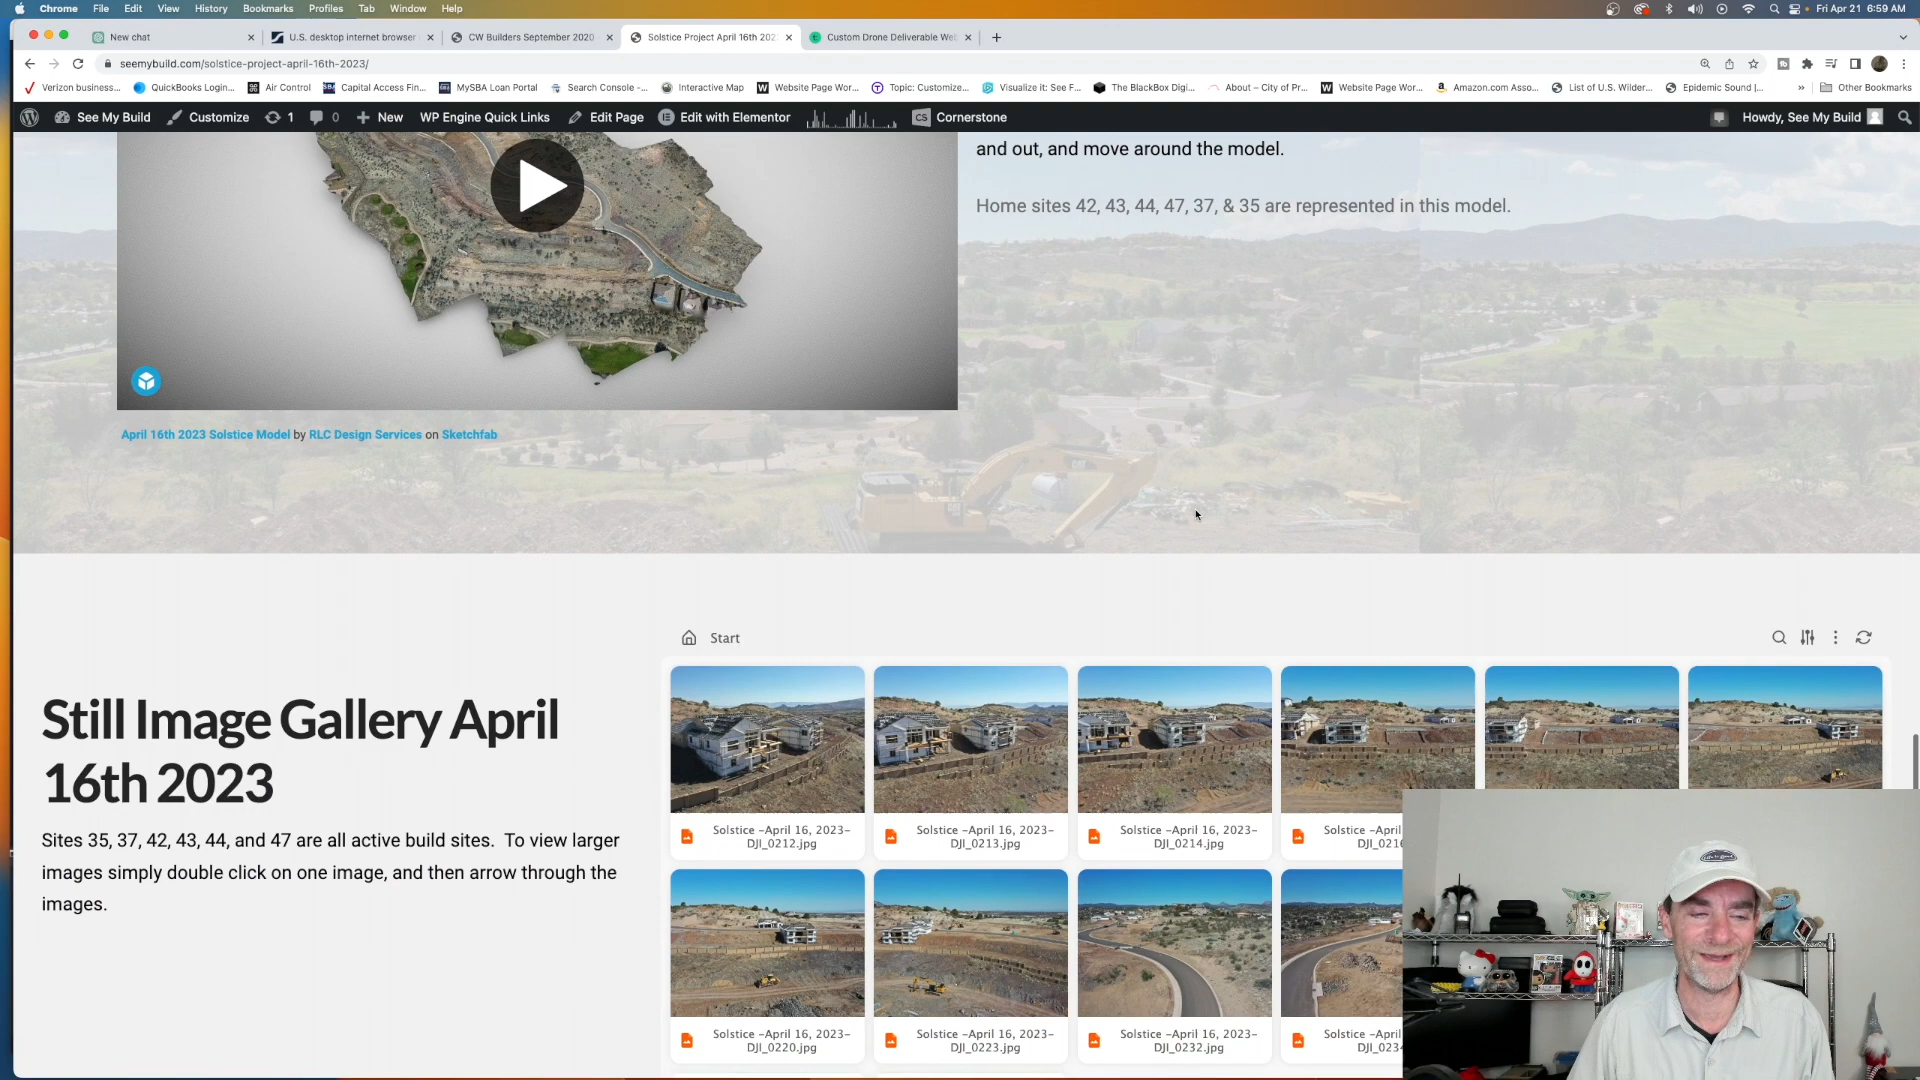 Chrome File Edit View History Bookmarks Profiles Tab Window Help Fri Apr 21 6:59 AM
New chat U.S. desktop internet browser CW Builders September 2020 Solstice Project April 16th 202 Custom Drone Deliverable We
seemybuild.com/solstice-project-april-16th-2023/
Verizon business... QuickBooks Login... Air Control Capital Access Fin... MySBA Loan Portal Search Console -... Interactive Map Website Page Wor... Topic: Customize... Visualize it: See F... The BlackBox Digi... About – City of Pr... Website Page Wor... Amazon.com Asso... List of U.S. Wilder... Epidemic Sound |... » Other Bookmarks
See My Build Customize 1 New WP Engine Quick Links Edit Page Edit with Elementor CS Cornerstone Howdy, See My Build
and out, and move around the model.
Home sites 42, 43, 44, 47, 37, & 35 are represented in this model.
April 16th 2023 Solstice Model by RLC Design Services on Sketchfab
Start
Still Image Gallery April
16th 2023
Sites 35, 37, 42, 43, 44, and 47 are all active build sites. To view larger
images simply double click on one image, and then arrow through the
images.
Solstice -April 16, 2023-
DJI_0212.jpg
Solstice -April 16, 2023-
DJI_0213.jpg
Solstice -April 16, 2023-
DJI_0214.jpg
Solstice -April
DJI_0216
Solstice -April 16, 2023-
DJI_0220.jpg
Solstice -April 16, 2023-
DJI_0223.jpg
Solstice -April 16, 2023-
DJI_0232.jpg
Solstice -April
DJI_0234